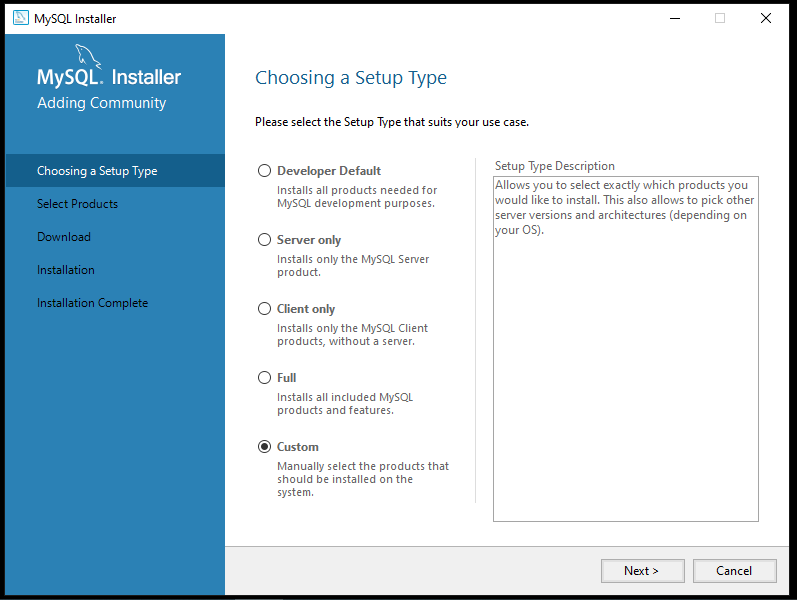 MySQL Installer
MySQL. Installer
Adding Community
Choosing a Setup Type
Select Products
Download
Installation
Installation Complete
Choosing a Setup Type
Please select the Setup Type that suits your use case.
Developer Default
Installs all products needed for
MySQL development purposes.
Server only
Installs only the MySQL Server
product.
Client only
Installs only the MySQL Client
products, without a server.
Full
Installs all included MySQL
products and features.
Custom
Manually select the products that
should be installed on the
system.
Setup Type Description
Allows you to select exactly which products you
would like to install. This also allows to pick other
server versions and architectures (depending on
your OS).
Next >
Cancel